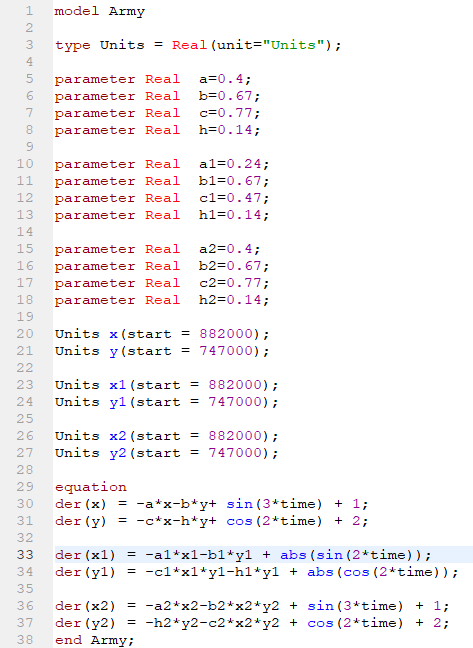 1 model Army
2
3 type Units = Real(unit="Units");
4
5 parameter Real  a=0.4;
6 parameter Real  b=0.67;
7 parameter Real  c=0.77;
8 parameter Real  h=0.14;
9
10 parameter Real  a1=0.24;
11 parameter Real  b1=0.67;
12 parameter Real  c1=0.47;
13 parameter Real  h1=0.14;
14
15 parameter Real  a2=0.4;
16 parameter Real  b2=0.67;
17 parameter Real  c2=0.77;
18 parameter Real  h2=0.14;
19
20 Units x(start = 882000);
21 Units y(start = 747000);
22
23 Units x1(start = 882000);
24 Units y1(start = 747000);
25
26 Units x2(start = 882000);
27 Units y2(start = 747000);
28
29 equation
30 der(x) = -a*x-b*y+ sin(3*time) + 1;
31 der(y) = -c*x-h*y+ cos(2*time) + 2;
32
33 der(x1) = -a1*x1-b1*y1 + abs(sin(2*time));
34 der(y1) = -c1*x1*y1-h1*y1 + abs(cos(2*time));
35
36 der(x2) = -a2*x2-b2*x2*y2 + sin(3*time) + 1;
37 der(y2) = -h2*y2-c2*x2*y2 + cos(2*time) + 2;
38 end Army;